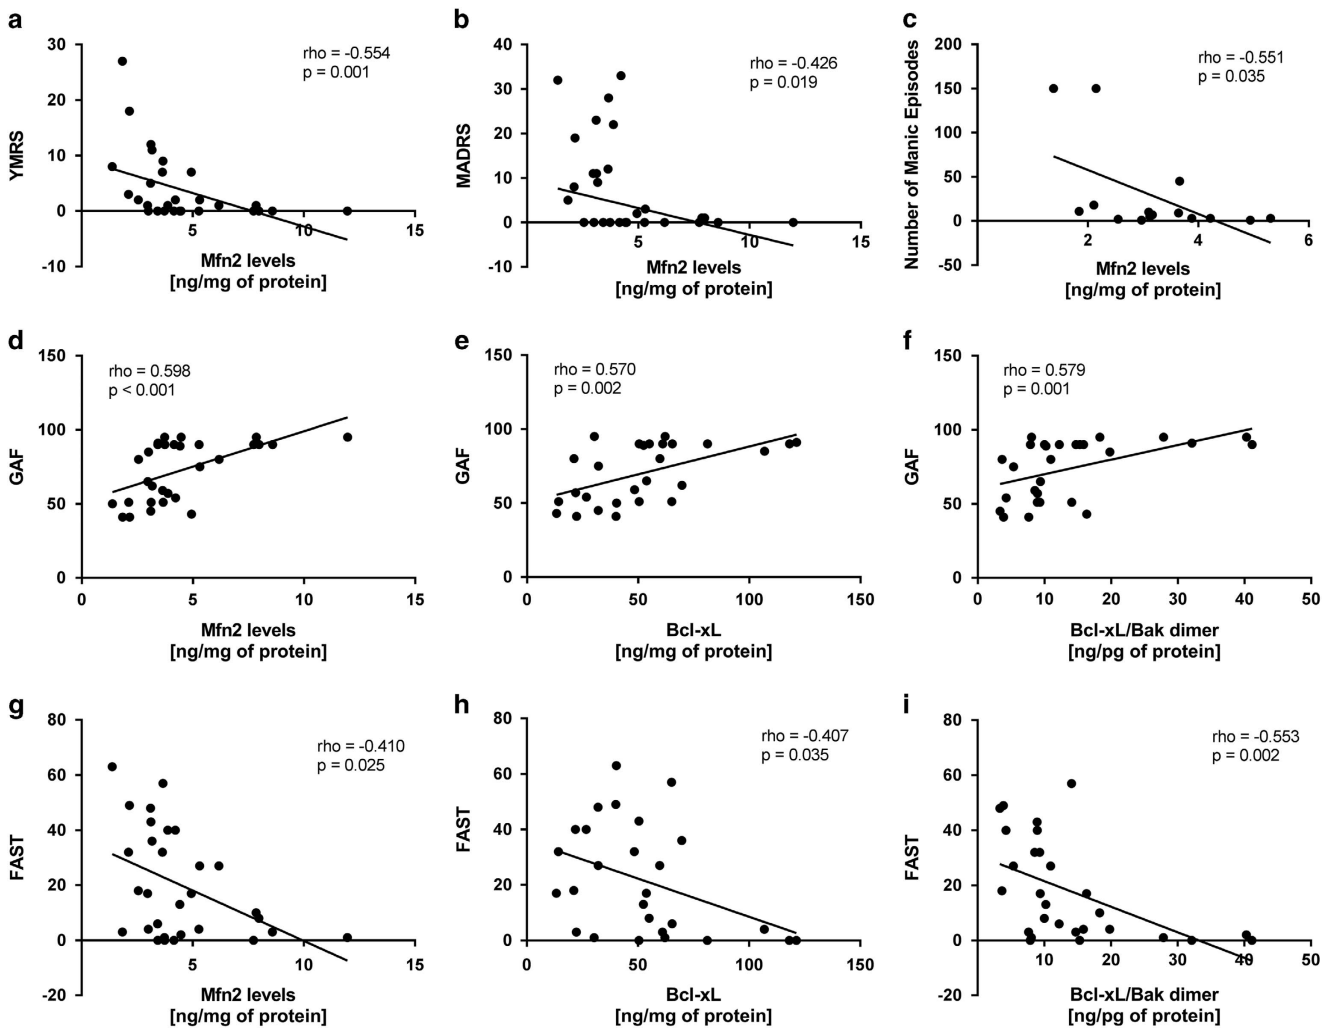 a
rho = -0.554
p = 0.001
YMRS
30
20
10
0
-10
5
10
15
Mfn2 levels
[ng/mg of protein]
b
rho = -0.426
p = 0.019
MADRS
40
30
20
10
0
-10
5
10
15
Mfn2 levels
[ng/mg of protein]
c
rho = -0.551
p = 0.035
Number of Manic Episodes
200
150
100
50
0
-50
2
4
6
Mfn2 levels
[ng/mg of protein]
d
rho = 0.598
p < 0.001
GAF
150
100
50
0
0
5
10
15
Mfn2 levels
[ng/mg of protein]
e
rho = 0.570
p = 0.002
GAF
150
100
50
0
0
50
100
150
Bcl-xL
[ng/mg of protein]
f
rho = 0.579
p = 0.001
GAF
150
100
50
0
0
10
20
30
40
50
Bcl-xL/Bak dimer
[ng/pg of protein]
g
rho = -0.410
p = 0.025
FAST
80
60
40
20
0
-20
5
10
15
Mfn2 levels
[ng/mg of protein]
h
rho = -0.407
p = 0.035
FAST
80
60
40
20
0
0
50
100
150
Bcl-xL
[ng/mg of protein]
i
rho = -0.553
p = 0.002
FAST
80
60
40
20
0
-20
10
20
30
40
50
Bcl-xL/Bak dimer
[ng/pg of protein]